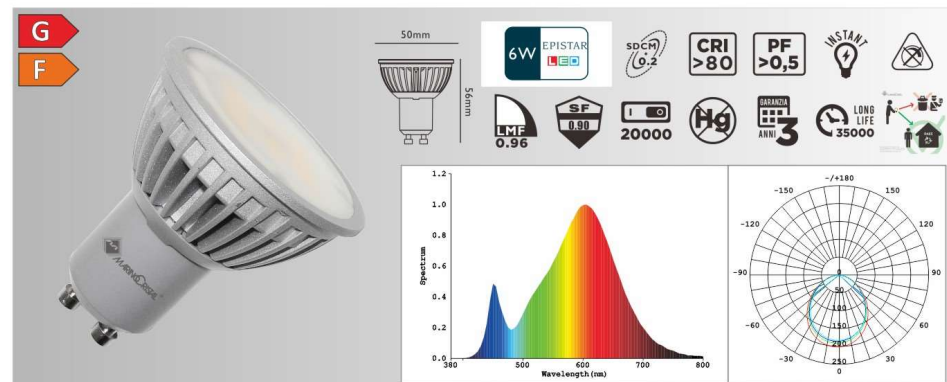 G
F
50mm
56mm
6W EPISTAR
LED
SDCM
0.2
CRI
>80
PF
>0,5
INSTANT
LMF
0.96
SF
0.90
I O
20000
Hg
GARANZIA
ANNI 3
LONG
LIFE
35000
MARINO CRISTAL
1.2
1.0
0.8
0.6
0.4
0.2
0.0
Spectrum
380 500 600 700 800
Wavelength(nm)
-/+180
-150 150
-120 120
-90 90
-60 60
-30 30
0
0
50
100
150
200
250